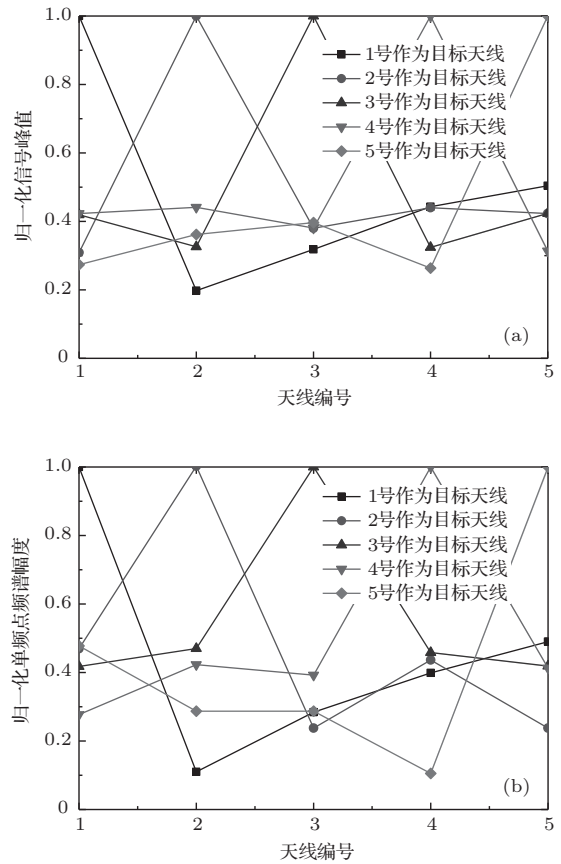 1.0
0.8
0.6
0.4
0.2
0
归一化信号峰值
1号作为目标天线
2号作为目标天线
3号作为目标天线
4号作为目标天线
5号作为目标天线
(a)
1 2 3 4 5
天线编号
1.0
0.8
0.6
0.4
0.2
0
归一化单频点频谱幅度
1号作为目标天线
2号作为目标天线
3号作为目标天线
4号作为目标天线
5号作为目标天线
(b)
1 2 3 4 5
天线编号